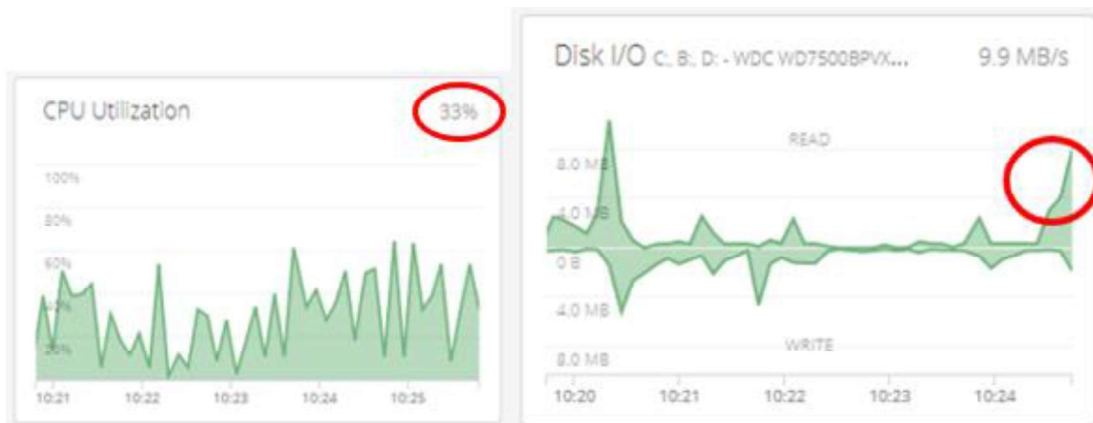 CPU Utilization 33%
100%
80%
60%
40%
20%
10:21 10:22 10:23 10:24 10:25
Disk I/O C:, B:, D: - WDC WD7500BPVX... 9.9 MB/s
READ
8.0 MB
4.0 MB
0 B
4.0 MB
WRITE
8.0 MB
10:20 10:21 10:22 10:23 10:24